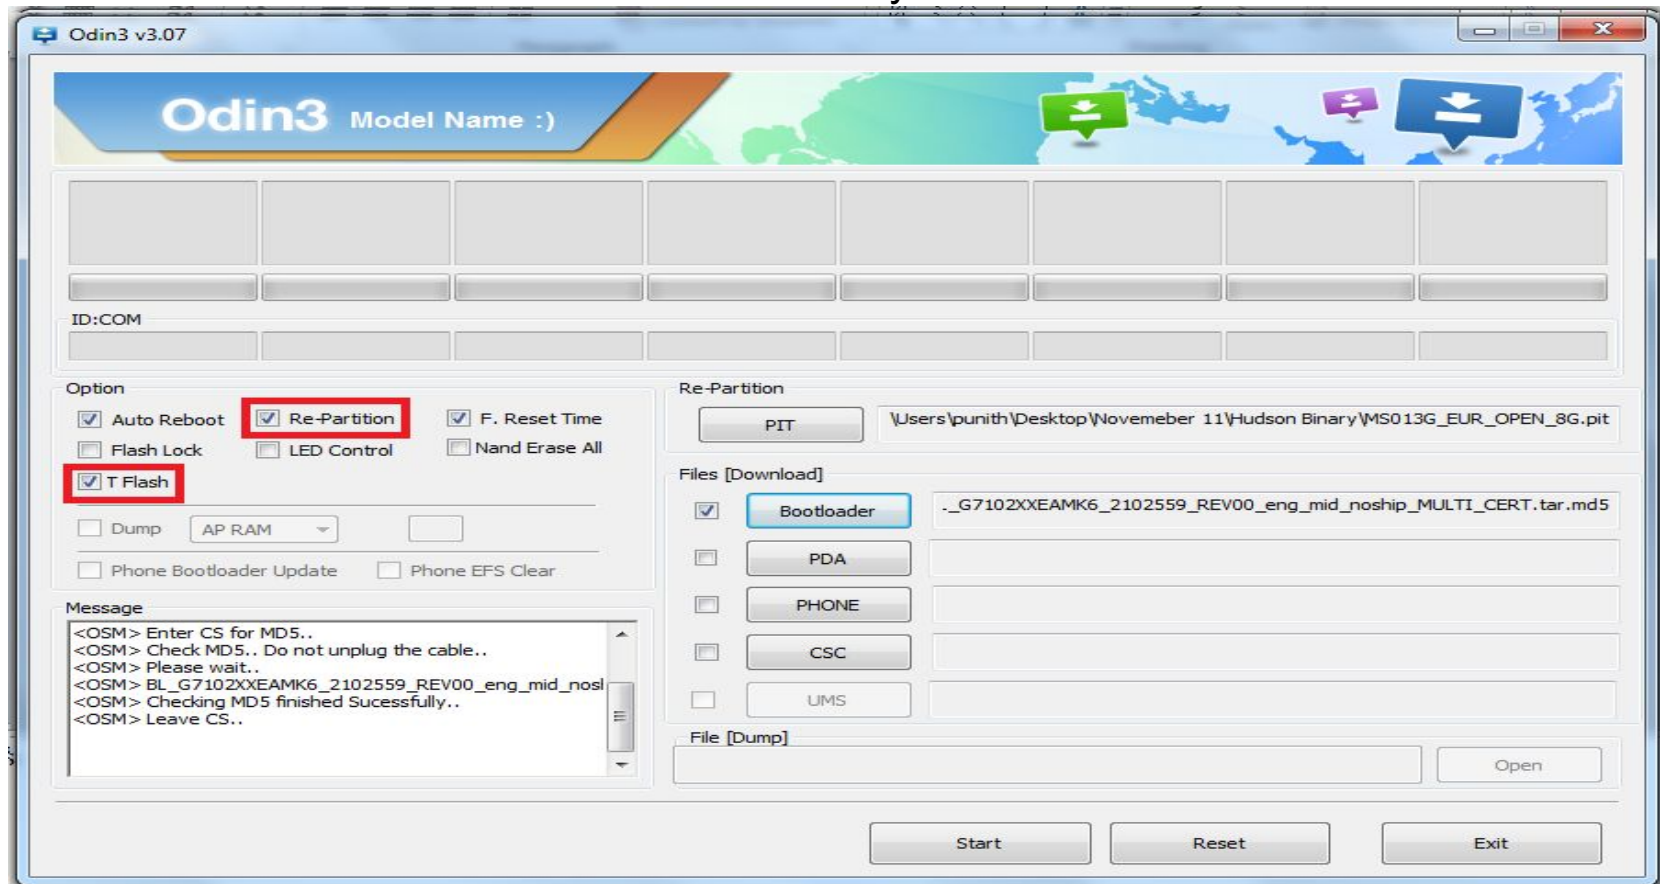 Odin3 v3.07
Odin3 Model Name :)
ID:COM
Option
Auto Reboot Re-Partition F. Reset Time
Flash Lock LED Control Nand Erase All
T Flash
Dump AP RAM
Phone Bootloader Update Phone EFS Clear
Message
<OSM> Enter CS for MD5..
<OSM> Check MD5.. Do not unplug the cable..
<OSM> Please wait..
<OSM> BL_G7102XXEAMK6_2102559_REV00_eng_mid_nosl
<OSM> Checking MD5 finished Sucessfully..
<OSM> Leave CS..
Re-Partition
PIT \Users\punith\Desktop\Novemeber 11\Hudson Binary\MS013G_EUR_OPEN_8G.pit
Files [Download]
Bootloader ._G7102XXEAMK6_2102559_REV00_eng_mid_noship_MULTI_CERT.tar.md5
PDA
PHONE
CSC
UMS
File [Dump]
Open
Start Reset Exit